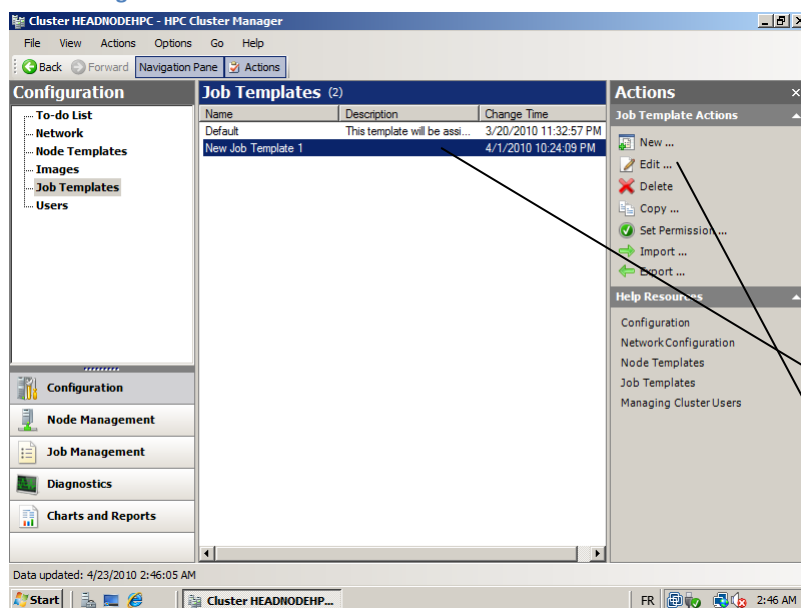 Cluster HEADNODEHPC - HPC Cluster Manager
File View Actions Options Go Help
Back Forward Navigation Pane Actions
Configuration
To-do List
Network
Node Templates
Images
Job Templates
Users
Configuration
Node Management
Job Management
Diagnostics
Charts and Reports
Job Templates (2)
Name Description Change Time
Default This template will be assi... 3/20/2010 11:32:57 PM
New Job Template 1 4/1/2010 10:24:09 PM
Actions
Job Template Actions
New ...
Edit ...
Delete
Copy ...
Set Permission ...
Import ...
Export ...
Help Resources
Configuration
Network Configuration
Node Templates
Job Templates
Managing Cluster Users
Data updated: 4/23/2010 2:46:05 AM
Start Cluster HEADNODEHP... FR 2:46 AM